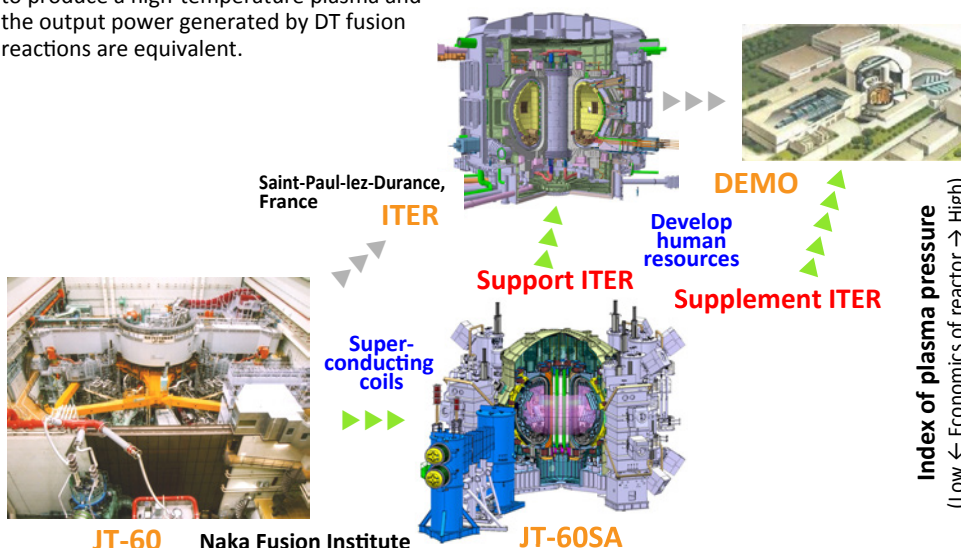 to produce a high-temperature plasma and
the output power generated by DT fusion
reactions are equivalent.
Saint-Paul-lez-Durance,
France
ITER
DEMO
Develop
human
resources
Support ITER
Supplement ITER
Super-
conducting
coils
JT-60
Naka Fusion Institute
JT-60SA
Index of plasma pressure
(Low ← Economics of reactor → High)